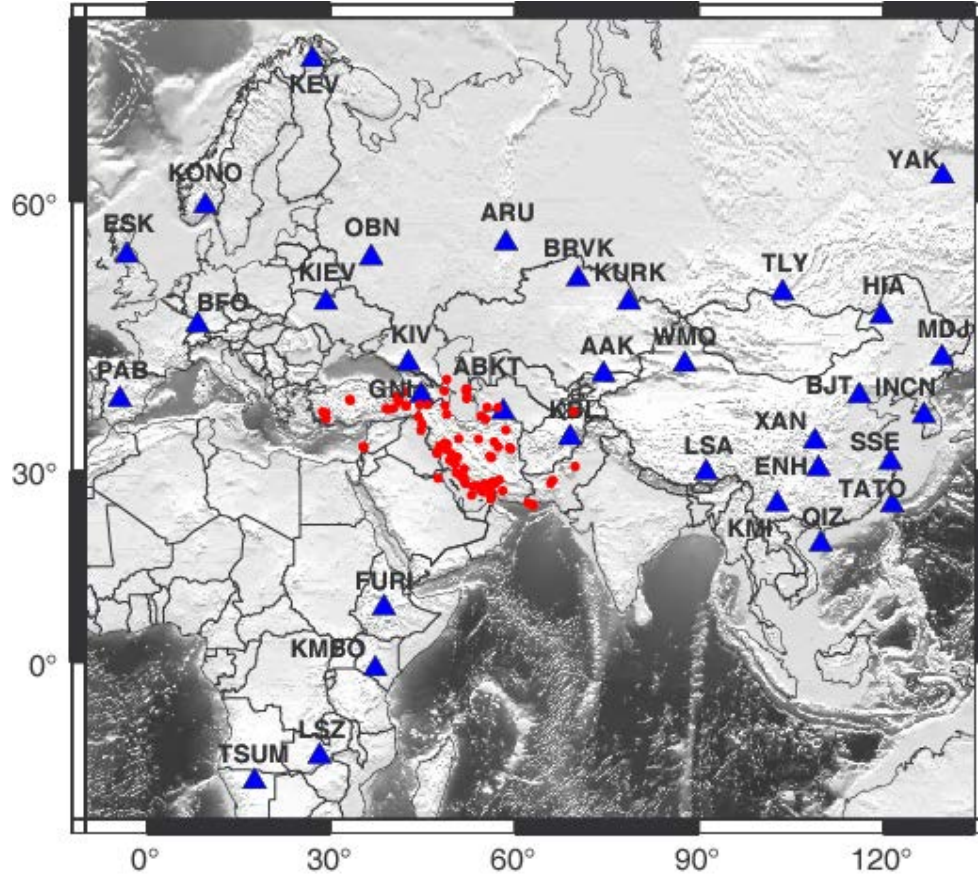 KEV
YAK
KONO
60°
ESK
OBN
ARU
BRVK
TLY
KIEV
KURK
HIA
BFO
MDJ
KIV
WMQ
AAK
PAB
ABKT
GNI
BJT
INCN
XAN
LSA
SSE
ENH
30°
TATO
KMI
QIZ
FURI
KMBO
0°
LSZ
TSUM
0°
30°
60°
90°
120°